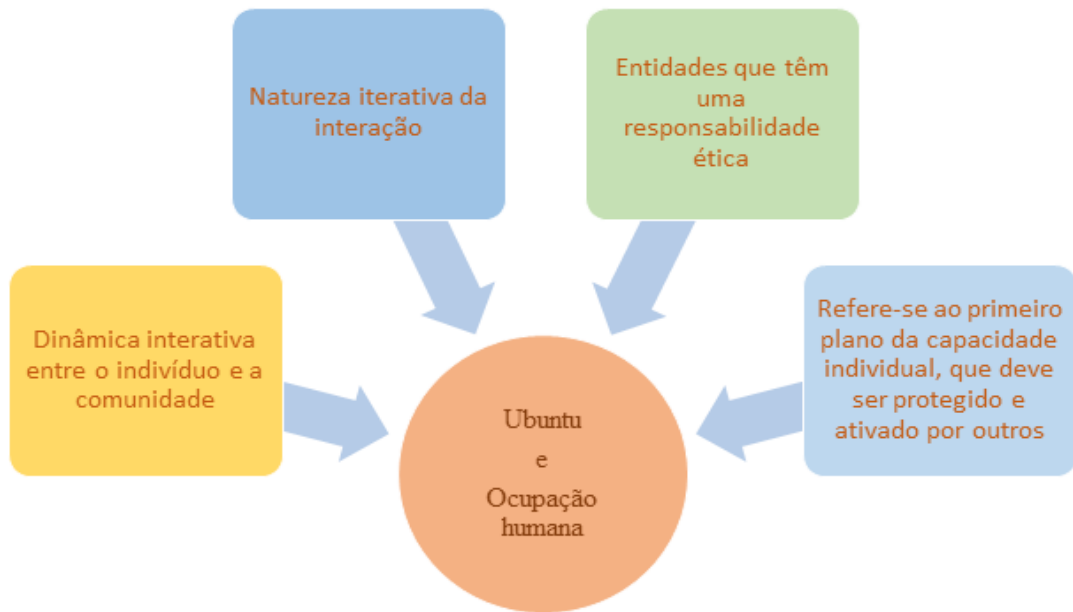 Natureza iterativa da
interação
Entidades que têm
uma
responsabilidade
ética
Dinâmica interativa
entre o indivíduo e a
comunidade
Refere-se ao primeiro
plano da capacidade
individual, que deve
ser protegido e
ativado por outros
Ubuntu
e
Ocupação
humana